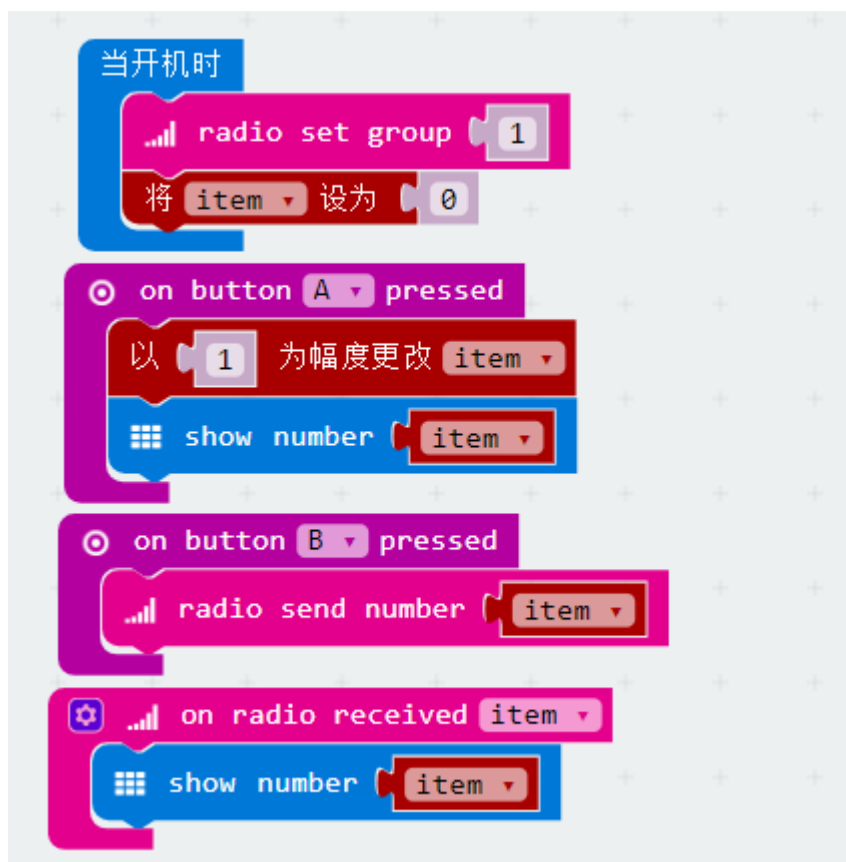 当开机时
radio set group 1
将 item 设为 0
on button A pressed
以 1 为幅度更改 item
show number item
on button B pressed
radio send number item
on radio received item
show number item